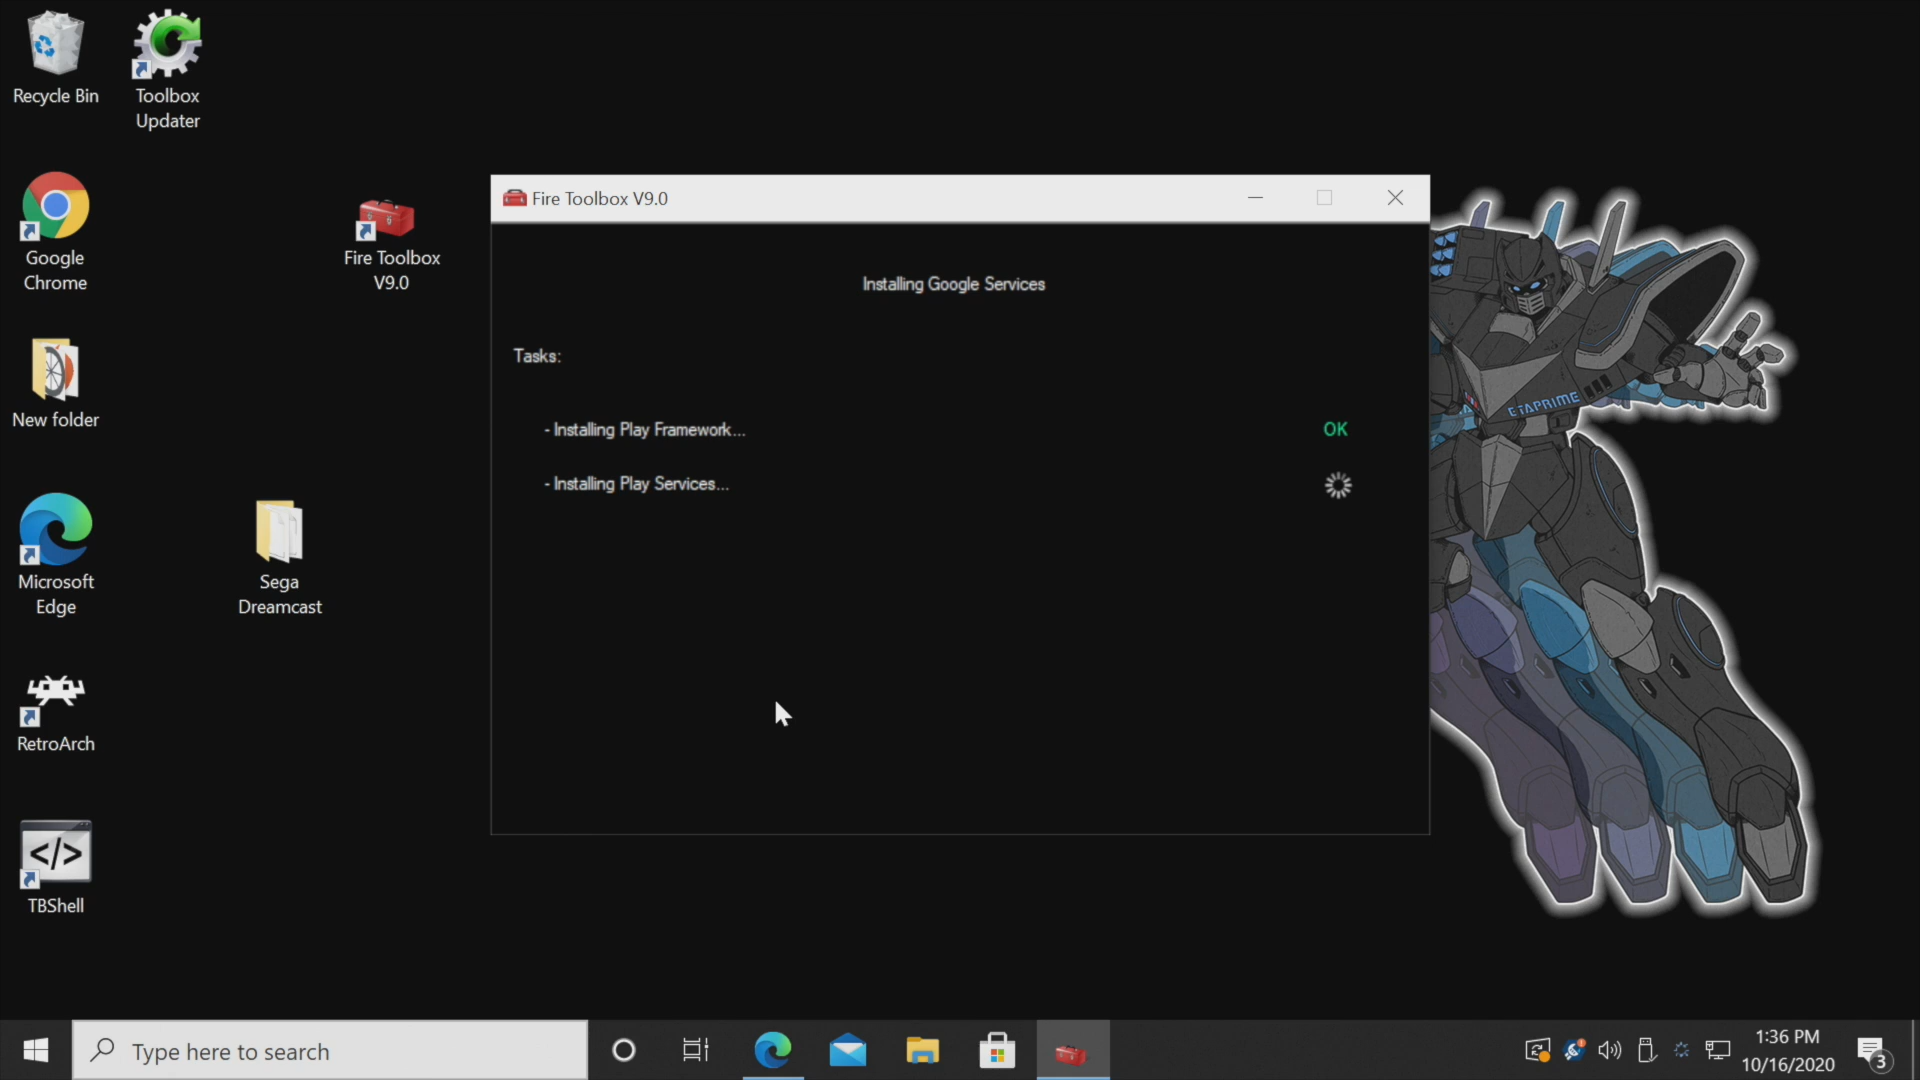 Recycle Bin
Toolbox
Updater
Google
Chrome
Fire Toolbox
V9.0
New folder
Microsoft
Edge
Sega
Dreamcast
RetroArch
TBShell
Fire Toolbox V9.0
Installing Google Services
Tasks:
- Installing Play Framework...
OK
- Installing Play Services...
ETAPRIME
Type here to search
1:36 PM
10/16/2020
3